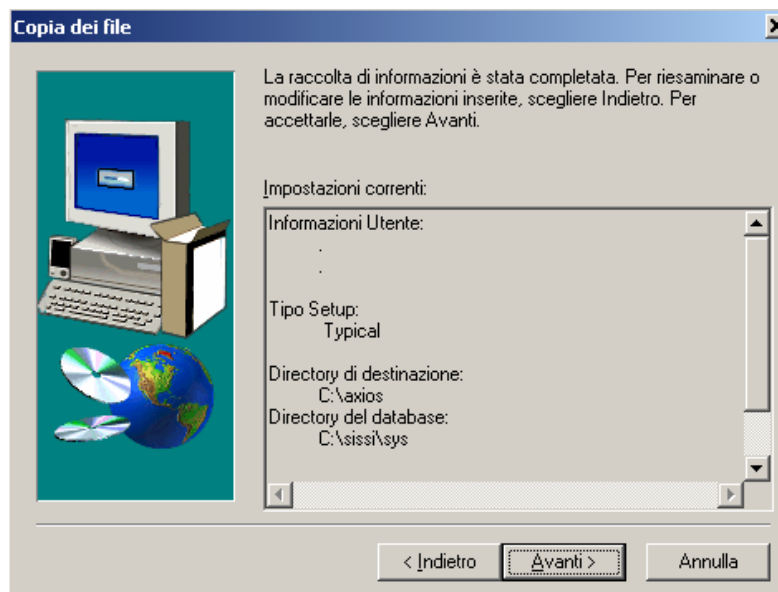 Copia dei file
La raccolta di informazioni è stata completata. Per riesaminare o
modificare le informazioni inserite, scegliere Indietro. Per
accettarle, scegliere Avanti.
Impostazioni correnti:
Informazioni Utente:
.
.
Tipo Setup:
Typical
Directory di destinazione:
C:\axios
Directory del database:
C:\sissi\sys
< Indietro
Avanti >
Annulla